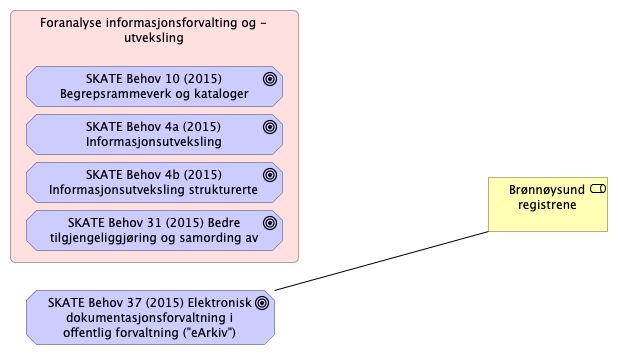 Foranalyse informasjonsforvalting og -
utveksling
SKATE Behov 10 (2015)
Begrepsrammeverk og kataloger
SKATE Behov 4a (2015)
Informasjonsutveksling
SKATE Behov 4b (2015)
Informasjonsutveksling strukturerte
SKATE Behov 31 (2015) Bedre
tilgjengeliggjøring og samording av
Brønnøysund
registrene
SKATE Behov 37 (2015) Elektronisk
dokumentasjonsforvaltning i
offentlig forvaltning ("eArkiv")